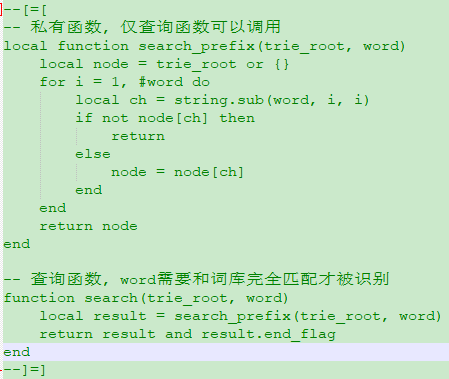 --[=[
-- 私有函数, 仅查询函数可以调用
local function search_prefix(trie_root, word)
    local node = trie_root or {}
    for i = 1, #word do
        local ch = string.sub(word, i, i)
        if not node[ch] then
            return
        else
            node = node[ch]
        end
    end
    return node
end

-- 查询函数, word需要和词库完全匹配才被识别
function search(trie_root, word)
    local result = search_prefix(trie_root, word)
    return result and result.end_flag
end
--]=]